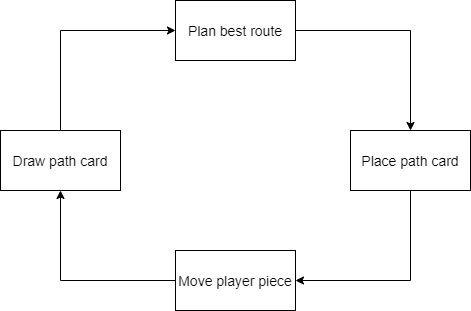 Plan best route
Draw path card
Place path card
Move player piece